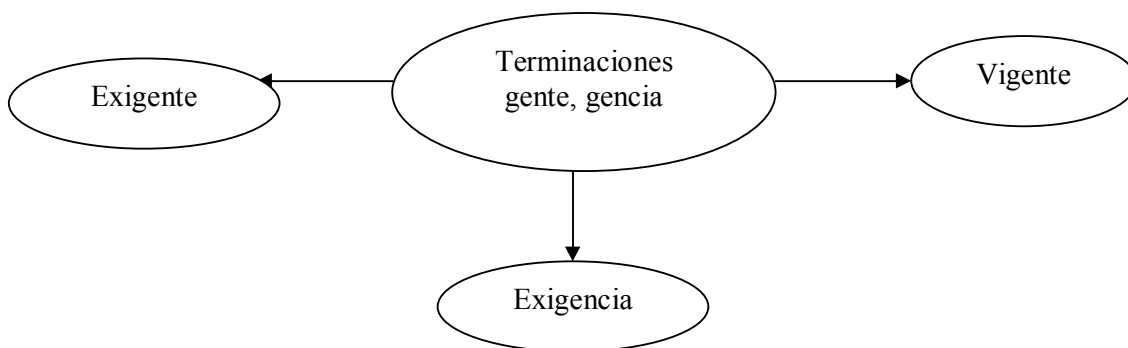 Terminaciones
gente, gencia
Exigente
Vigente
Exigencia